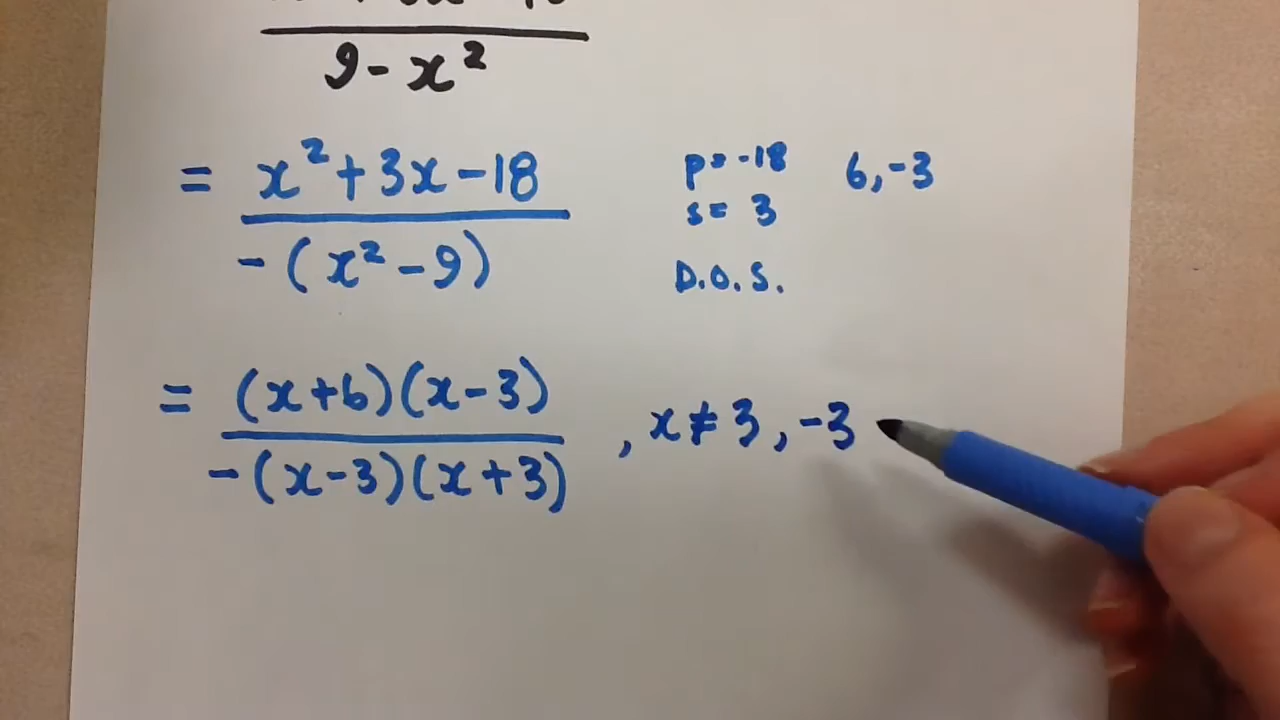 9 - x²
= x² + 3x - 18
- (x² - 9)
p = -18 6, -3
s = 3
D.O.S.
= (x+6)(x-3)
-(x-3)(x+3)
, x ≠ 3, -3